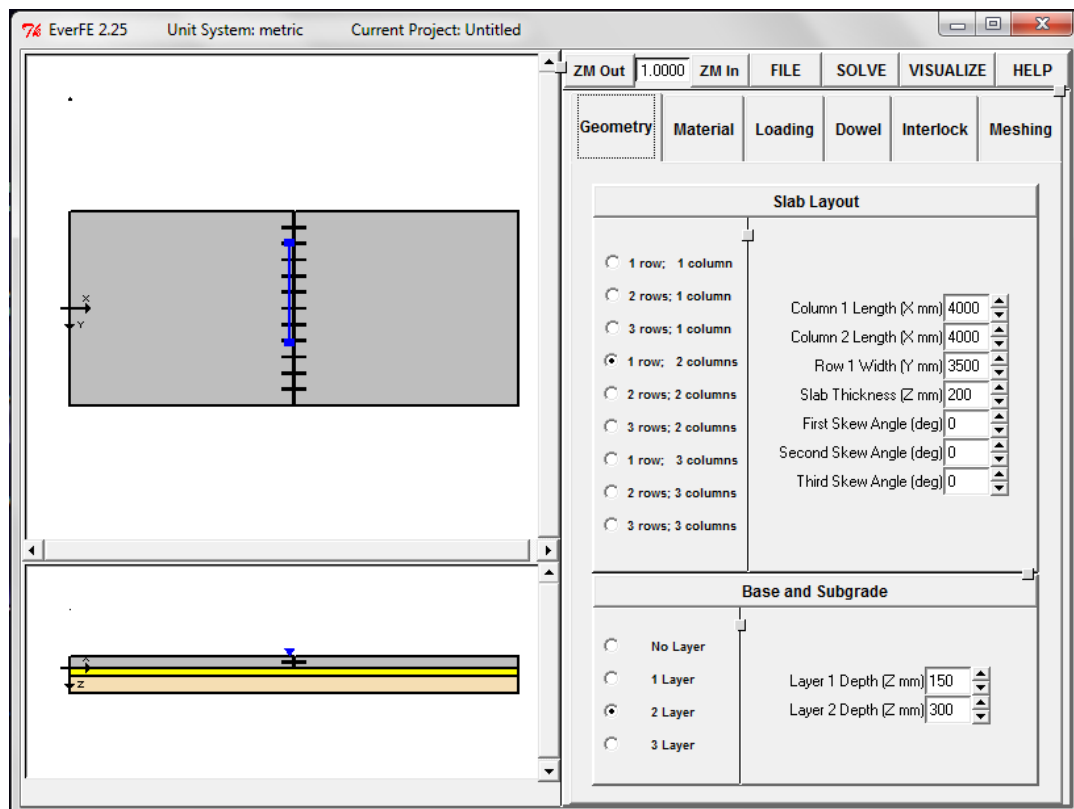 EverFE 2.25 Unit System: metric Current Project: Untitled
ZM Out 1.0000 ZM In FILE SOLVE VISUALIZE HELP
Geometry Material Loading Dowel Interlock Meshing
Slab Layout
1 row; 1 column
2 rows; 1 column
3 rows; 1 column
1 row; 2 columns
2 rows; 2 columns
3 rows; 2 columns
1 row; 3 columns
2 rows; 3 columns
3 rows; 3 columns
Column 1 Length (X mm) 4000
Column 2 Length (X mm) 4000
Row 1 Width (Y mm) 3500
Slab Thickness (Z mm) 200
First Skew Angle (deg) 0
Second Skew Angle (deg) 0
Third Skew Angle (deg) 0
X
Y
Base and Subgrade
No Layer
1 Layer
2 Layer
3 Layer
Layer 1 Depth (Z mm) 150
Layer 2 Depth (Z mm) 300
X
Z